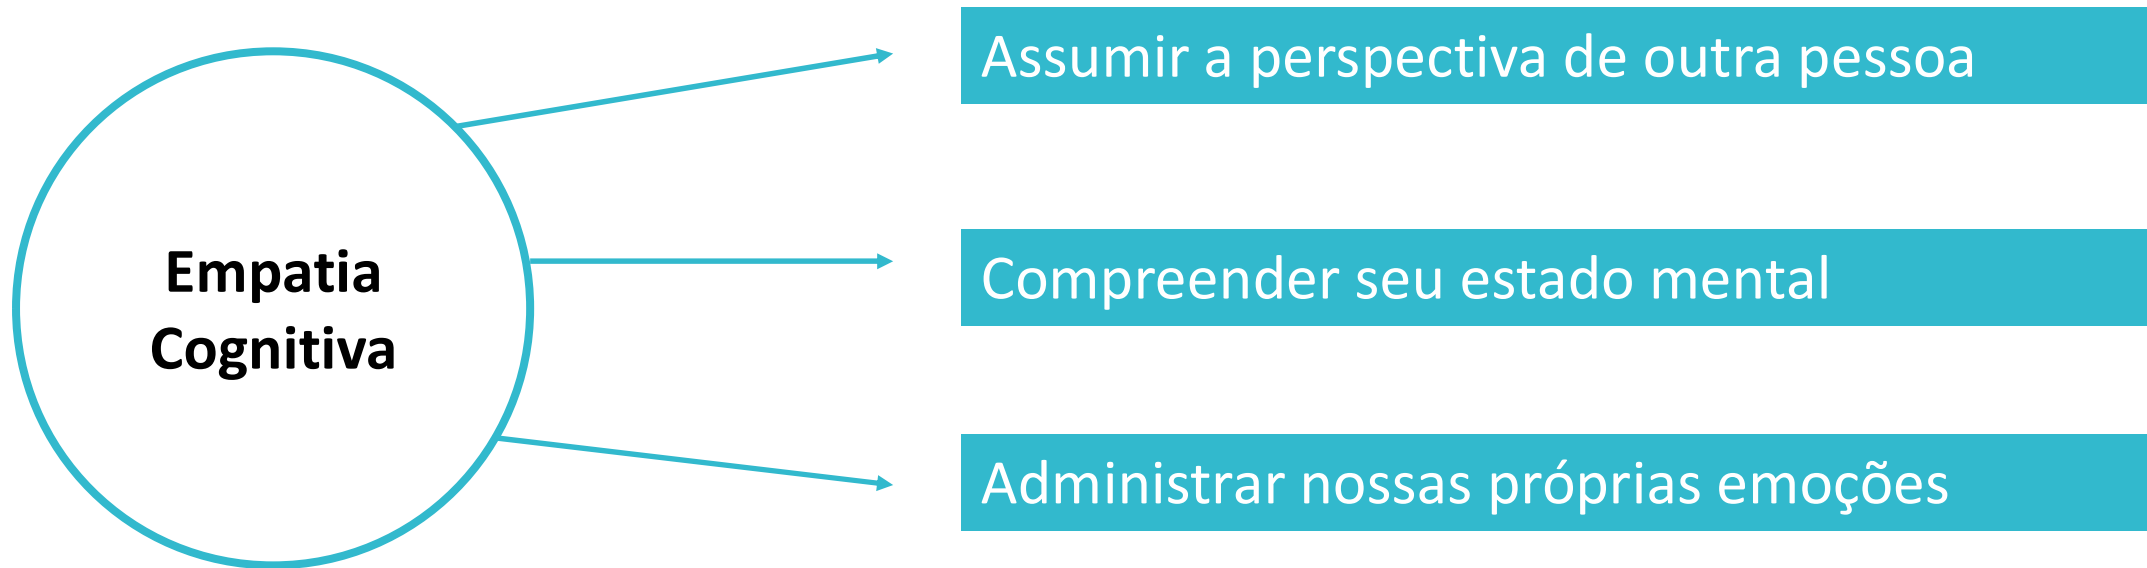 Empatia
Cognitiva
Assumir a perspectiva de outra pessoa
Compreender seu estado mental
Administrar nossas próprias emoções